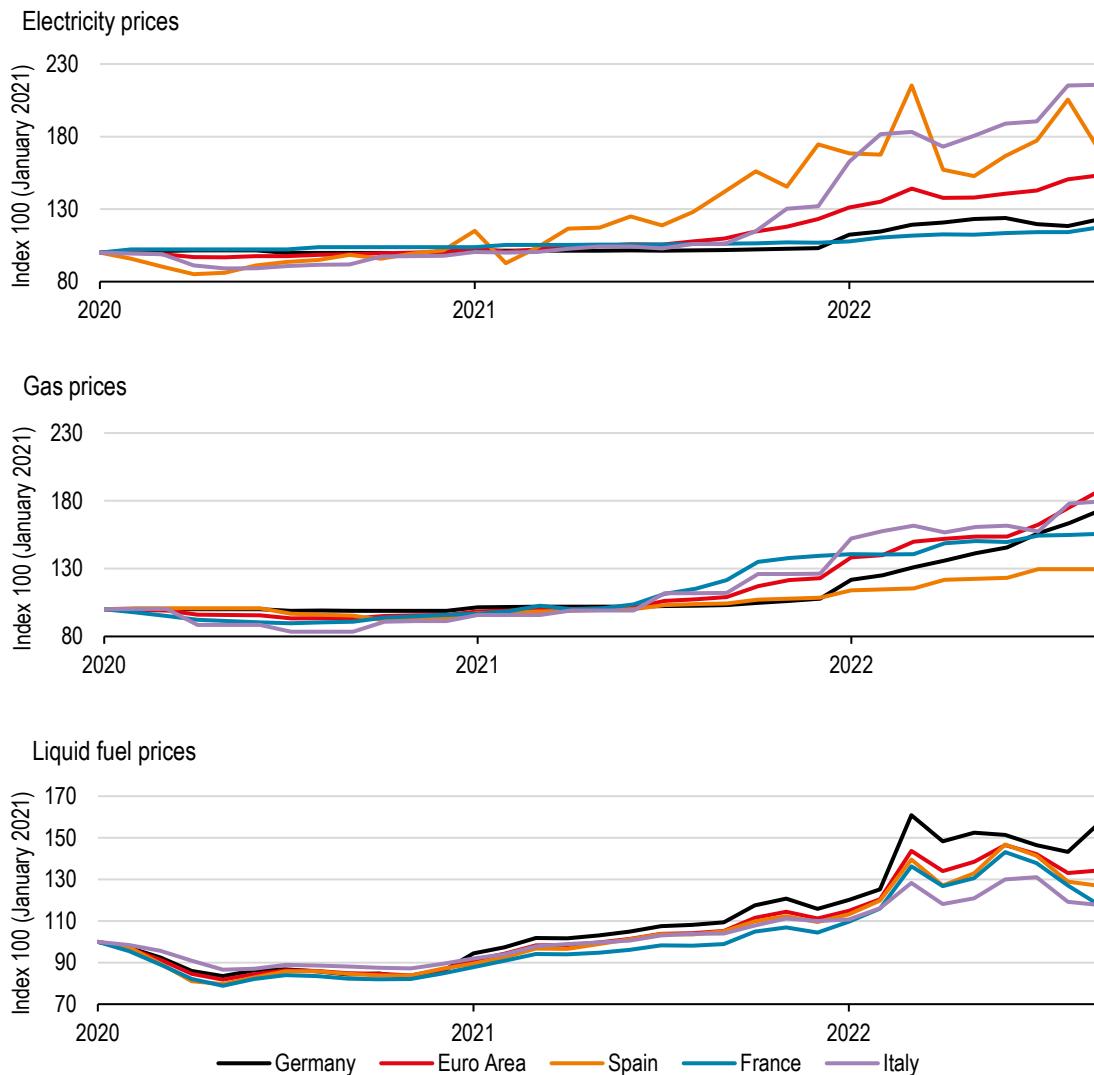 Electricity prices
Index 100 (January 2021)
230
180
130
80
2020 2021 2022
Gas prices
Index 100 (January 2021)
230
180
130
80
2020 2021 2022
Liquid fuel prices
Index 100 (January 2021)
170
150
130
110
90
70
2020 2021 2022
Germany Euro Area Spain France Italy